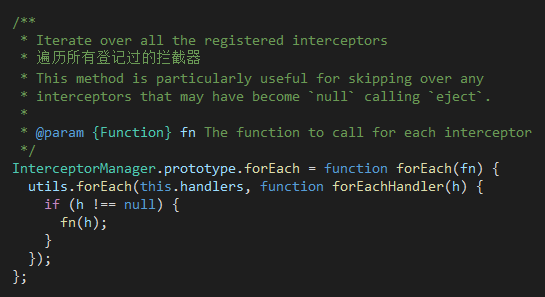 /**
 * Iterate over all the registered interceptors
 * 遍历所有登记过的拦截器
 * This method is particularly useful for skipping over any
 * interceptors that may have become `null` calling `eject`.
 *
 * @param {Function} fn The function to call for each interceptor
 */
InterceptorManager.prototype.forEach = function forEach(fn) {
  utils.forEach(this.handlers, function forEachHandler(h) {
    if (h !== null) {
      fn(h);
    }
  });
};